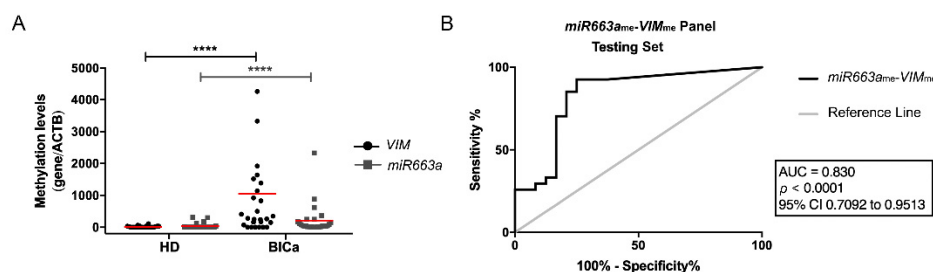 A
****
****
Methylation levels
(gene/ACTB)
5000
4000
3000
2000
1000
0
HD
BlCa
VIM
miR663a
B
miR663ame-VIMme Panel
Testing Set
Sensitivity %
100
50
0
0
50
100
100% - Specificity%
miR663ame-VIMme
Reference Line
AUC = 0.830
p < 0.0001
95% CI 0.7092 to 0.9513